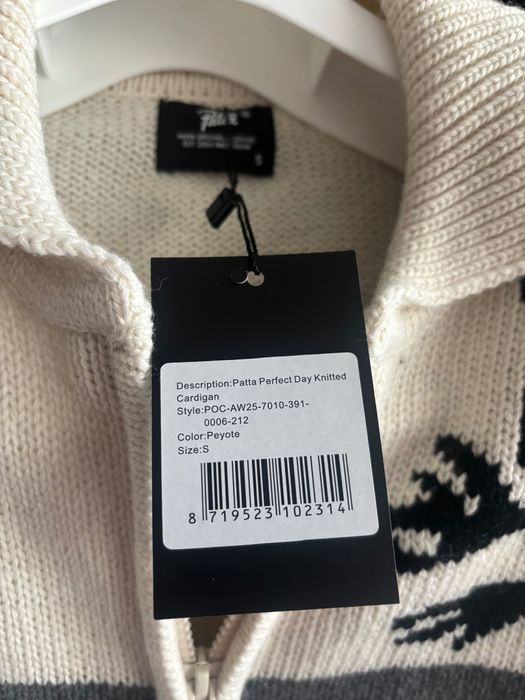 Patta
Description:Patta Perfect Day Knitted
Cardigan
Style:POC-AW25-7010-391-
0006-212
Color:Peyote
Size:S
8 719523 102314